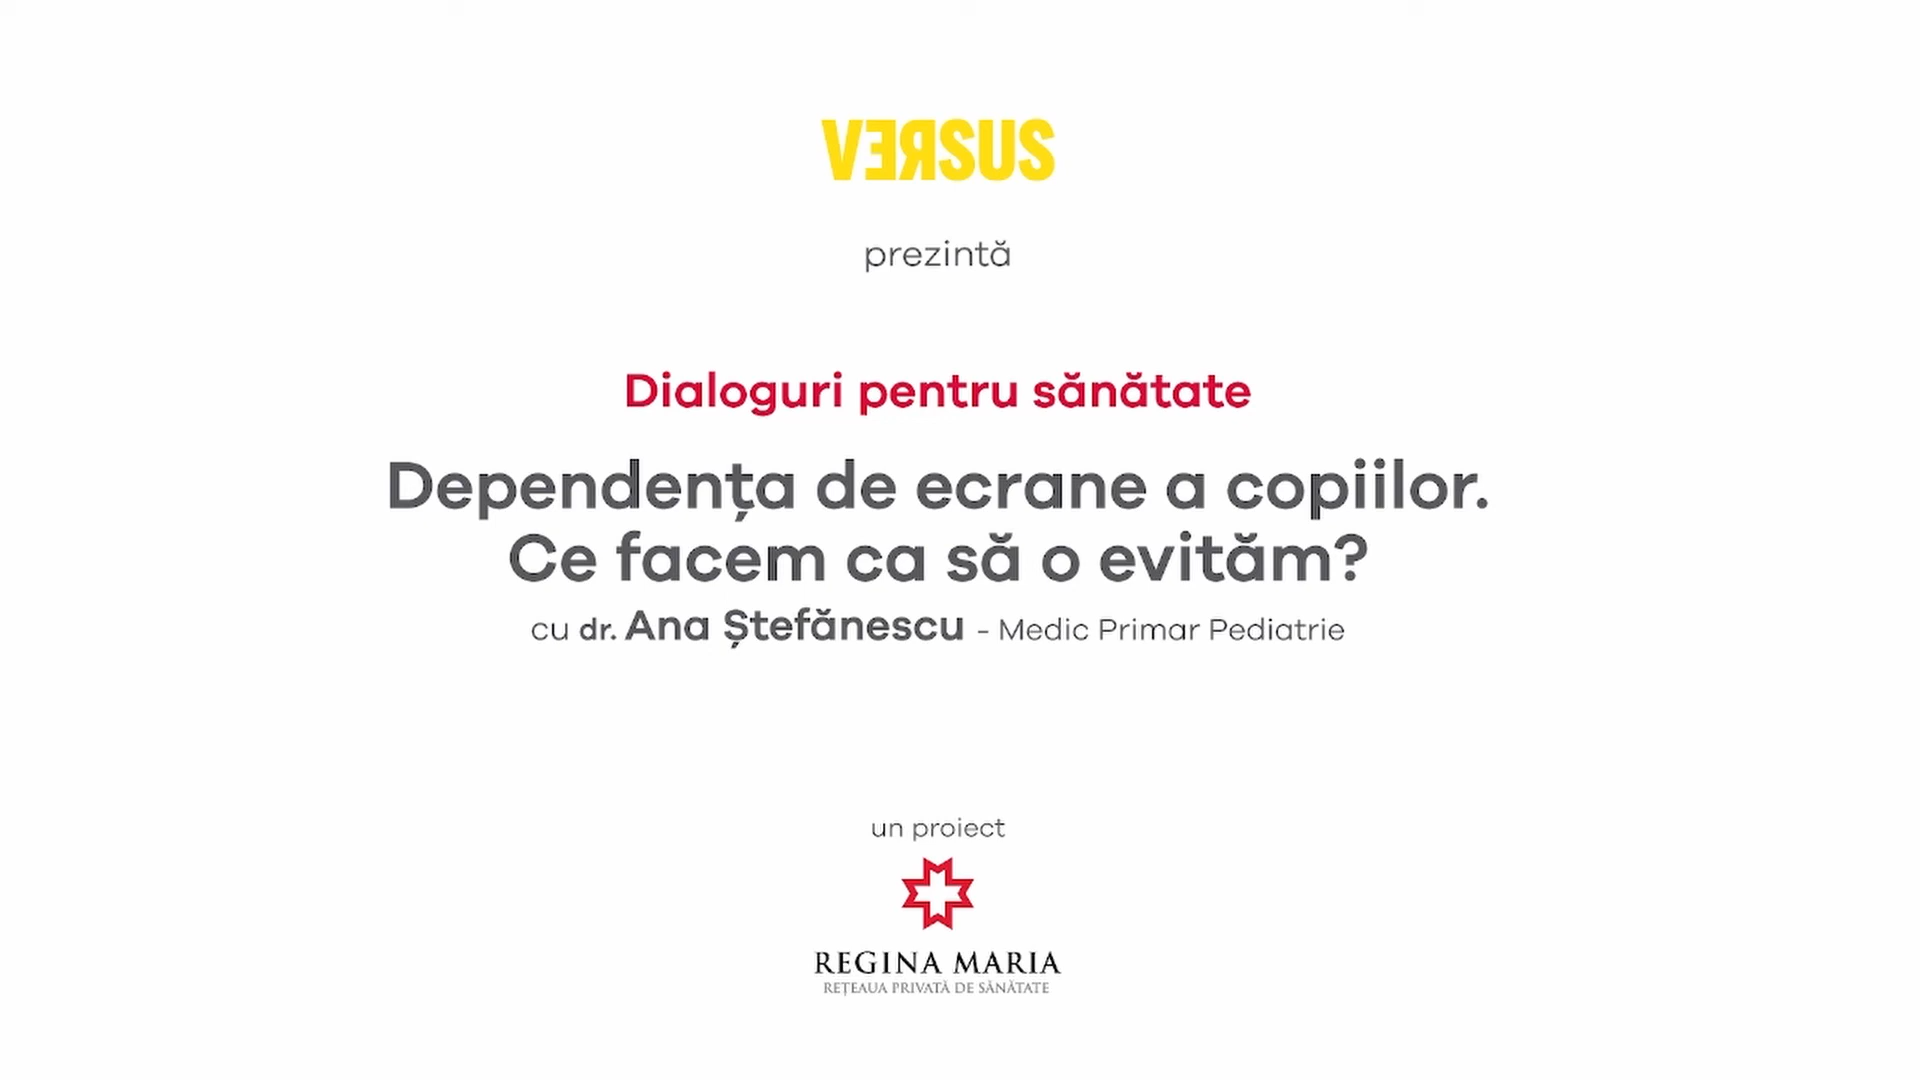 VERSUS
prezintă
Dialoguri pentru sănătate
Dependența de ecrane a copiilor.
Ce facem ca să o evităm?
cu dr. Ana Ștefănescu - Medic Primar Pediatrie
un proiect
REGINA MARIA
REȚEAUA PRIVATĂ DE SĂNĂTATE